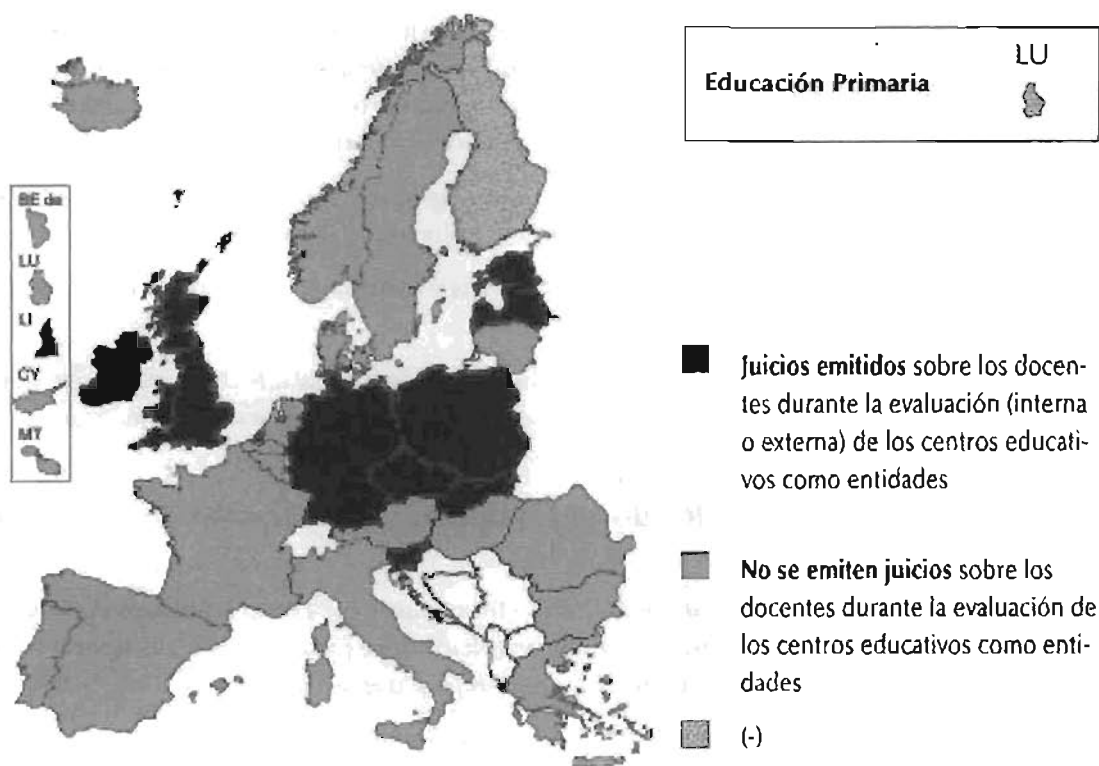 LU
Educación Primaria
BE de
LU
LI
CY
MT
Juicios emitidos sobre los docen-
tes durante la evaluación (interna
o externa) de los centros educati-
vos como entidades
No se emiten juicios sobre los
docentes durante la evaluación de
los centros educativos como enti-
dades
(-)